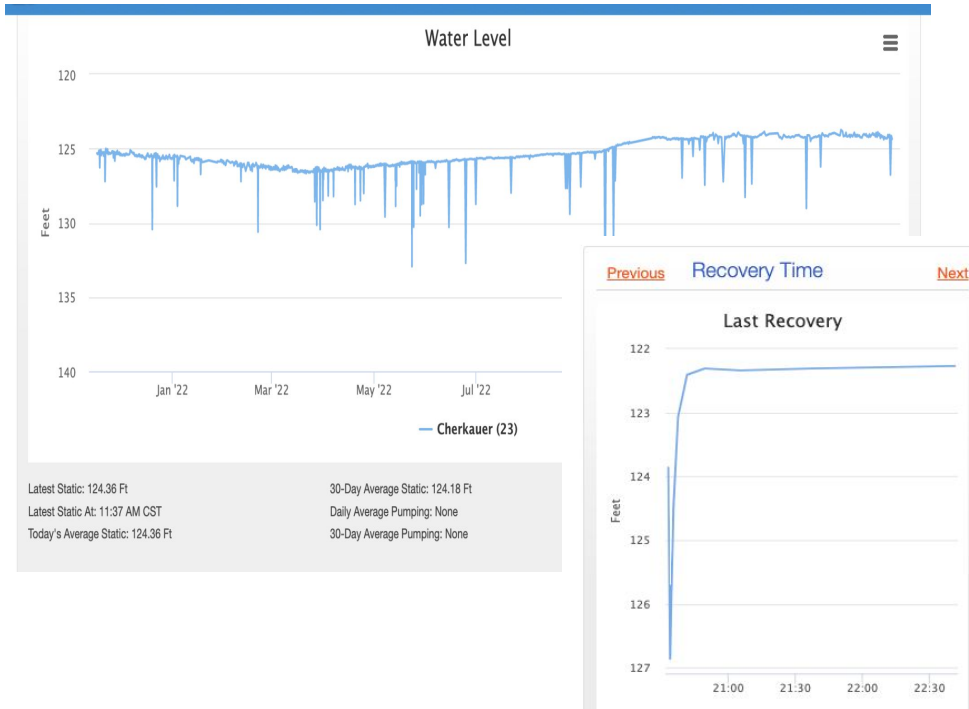 Water Level
120
125
130
135
140
Feet
Jan '22
Mar '22
May '22
Jul '22
Cherkauer (23)
Latest Static: 124.36 Ft
30-Day Average Static: 124.18 Ft
Latest Static At: 11:37 AM CST
Daily Average Pumping: None
Today's Average Static: 124.36 Ft
30-Day Average Pumping: None
Previous
Recovery Time
Next
Last Recovery
122
123
124
125
126
127
Feet
21:00
21:30
22:00
22:30